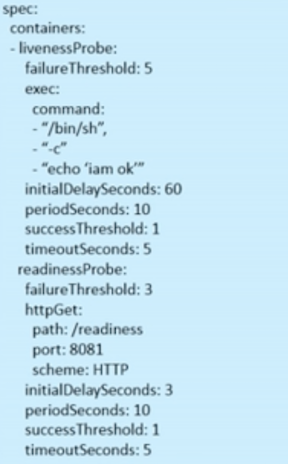 spec:
containers:
- livenessProbe:
failureThreshold: 5
exec:
command:
- “/bin/sh”,
- “-c”
- “echo ‘iam ok’”
initialDelaySeconds: 60
periodSeconds: 10
successThreshold: 1
timeoutSeconds: 5
readinessProbe:
failureThreshold: 3
httpGet:
path: /readiness
port: 8081
scheme: HTTP
initialDelaySeconds: 3
periodSeconds: 10
successThreshold: 1
timeoutSeconds: 5